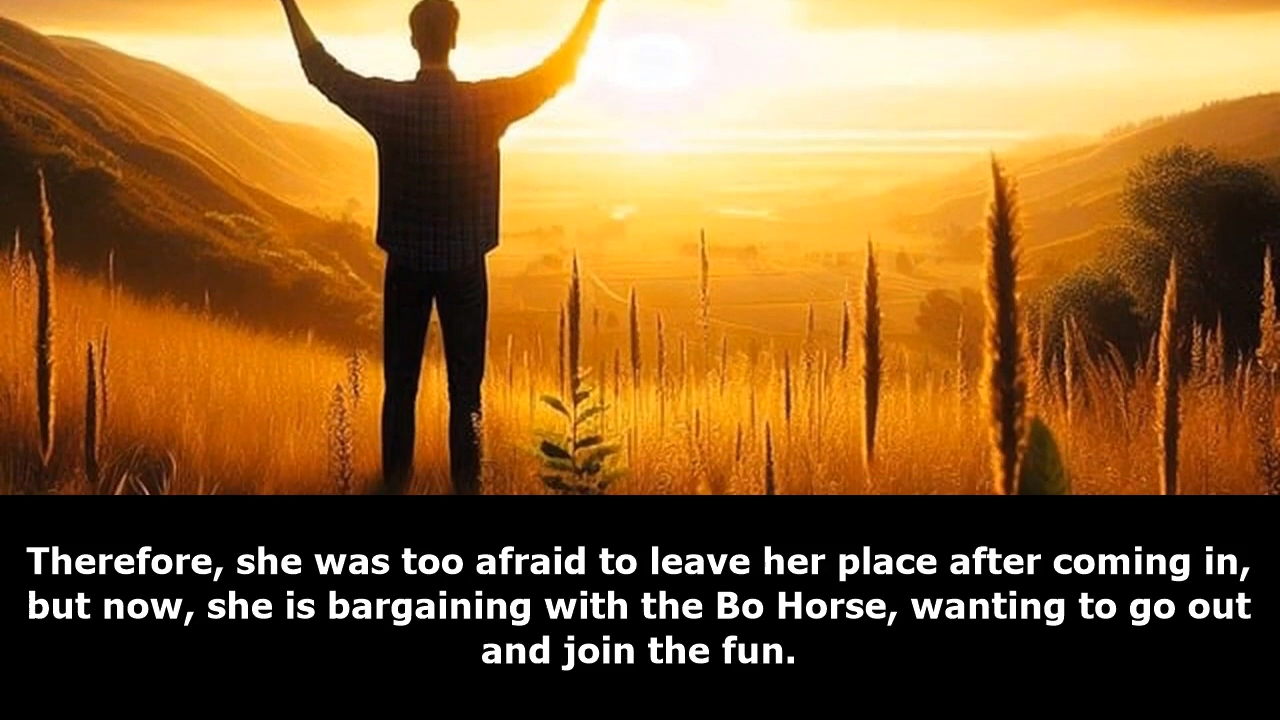 Therefore, she was too afraid to leave her place after coming in,
but now, she is bargaining with the Bo Horse, wanting to go out
and join the fun.